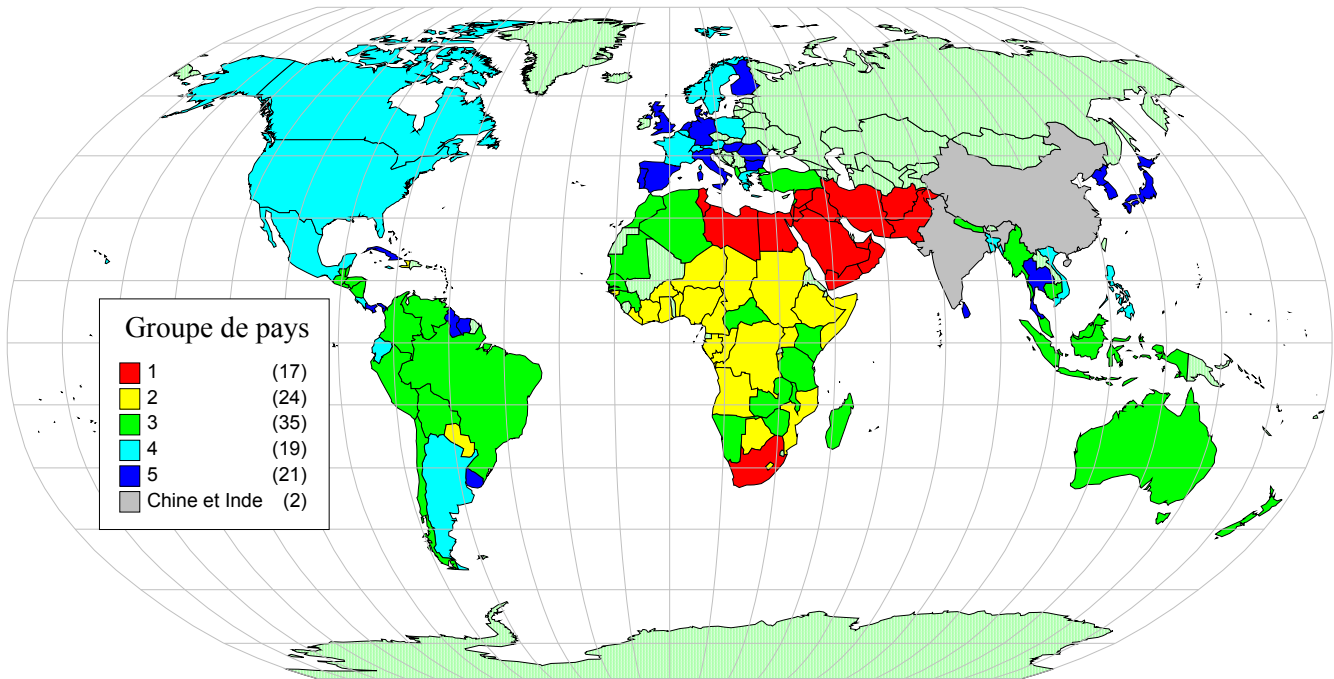 Groupe de pays
1 (17)
2 (24)
3 (35)
4 (19)
5 (21)
Chine et Inde (2)